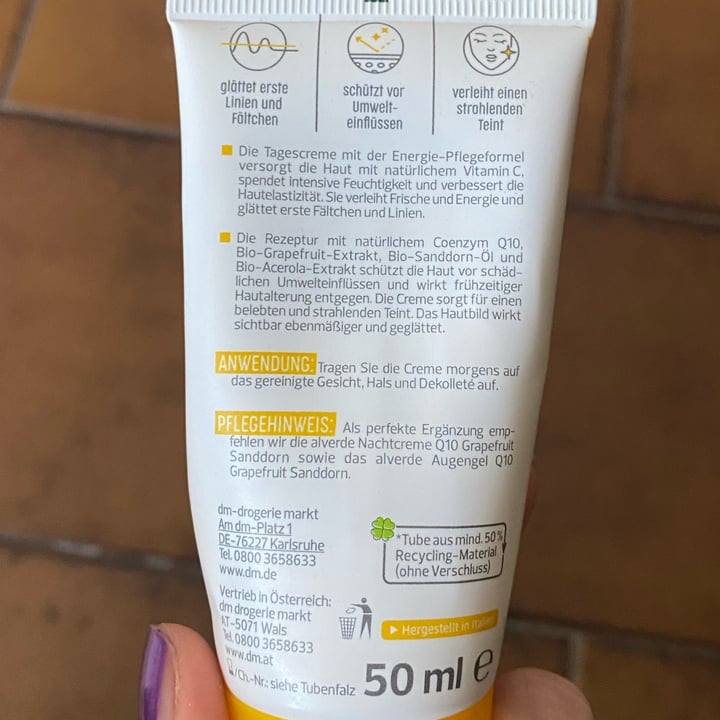 glättet erste
Linien und
Fältchen
schützt vor
Umwelt-
einflüssen
verleiht einen
strahlenden
Teint
Die Tagescreme mit der Energie-Pflegeformel
versorgt die Haut mit natürlichem Vitamin C,
spendet intensive Feuchtigkeit und verbessert die
Hautelastizität. Sie verleiht Frische und Energie und
glättet erste Fältchen und Linien.
Die Rezeptur mit natürlichem Coenzym Q10,
Bio-Grapefruit-Extrakt, Bio-Sanddorn-Öl und
Bio-Acerola-Extrakt schützt die Haut vor schäd-
lichen Umwelteinflüssen und wirkt frühzeitiger
Hautalterung entgegen. Die Creme sorgt für einen
belebten und strahlenden Teint. Das Hautbild wirkt
sichtbar ebenmäßiger und geglättet.
ANWENDUNG: Tragen Sie die Creme morgens auf
das gereinigte Gesicht, Hals und Dekolleté auf.
PFLEGEHINWEIS: Als perfekte Ergänzung emp-
fehlen wir die alverde Nachtcreme Q10 Grapefruit
Sanddorn sowie das alverde Augengel Q10
Grapefruit Sanddorn.
dm-drogerie markt
Am dm-Platz 1
DE-76227 Karlsruhe
Tel. 0800 3658633
www.dm.de
*Tube aus mind. 50 %
Recycling-Material
(ohne Verschluss)
Vertrieb in Österreich:
dm drogerie markt
AT-5071 Wals
Tel. 0800 3658633
www.dm.at
Hergestellt in Italien
/Ch.-Nr.: siehe Tubenfalz
50 ml e